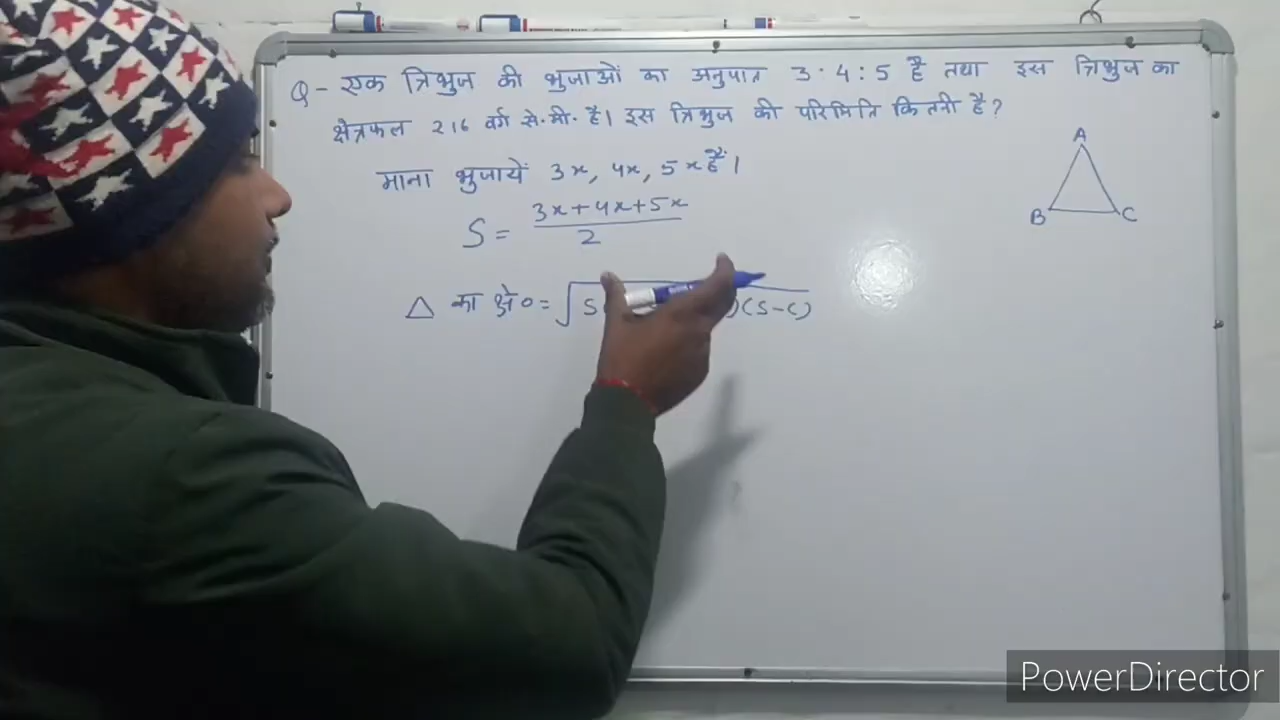 Q- एक त्रिभुज की भुजाओं का अनुपात 3:4:5 है तथा इस त्रिभुज का
क्षेत्रफल 216 वर्ग से.मी. है। इस त्रिभुज की परिमिति कितनी है?
माना भुजायें 3x, 4x, 5x हैं।
S = 3x+4x+5x
2
△ का क्षे० = √S )(S-C)
A
B C
PowerDirector